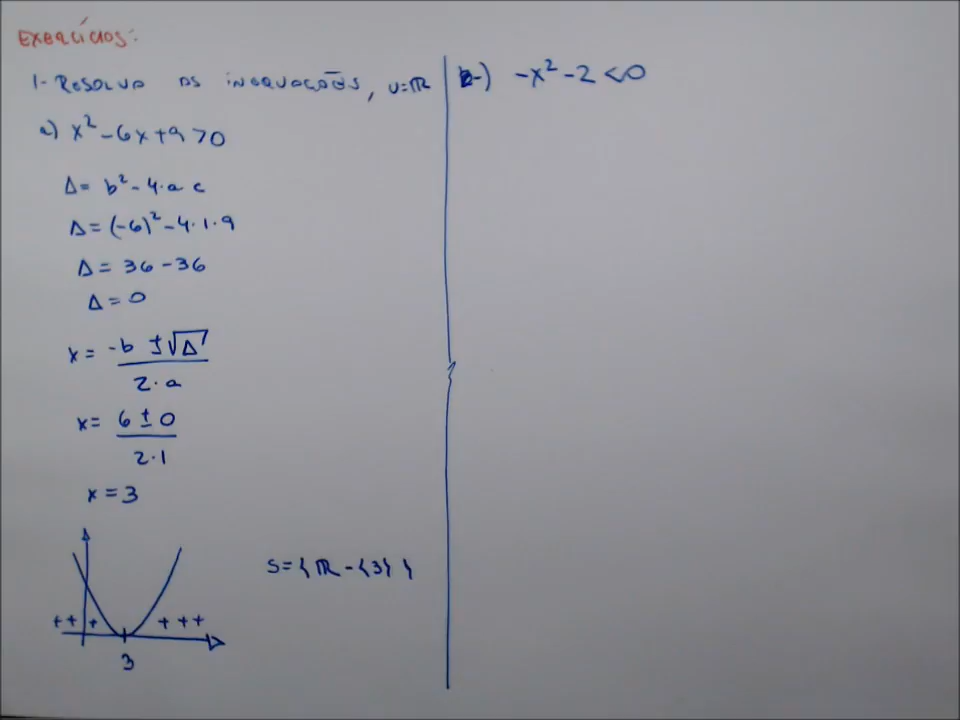 EXERCÍCIOS:
1- RESOLVA AS INEQUAÇÕES, U=ℝ
a) x² - 6x + 9 > 0
Δ = b² - 4·a c
Δ = (-6)² - 4·1·9
Δ = 36 - 36
Δ = 0
x = -b ± √Δ
2·a
x = 6 ± 0
2·1
x = 3
+ + + + + +
3
S = { ℝ - {3} }
b-) -x² - 2 < 0